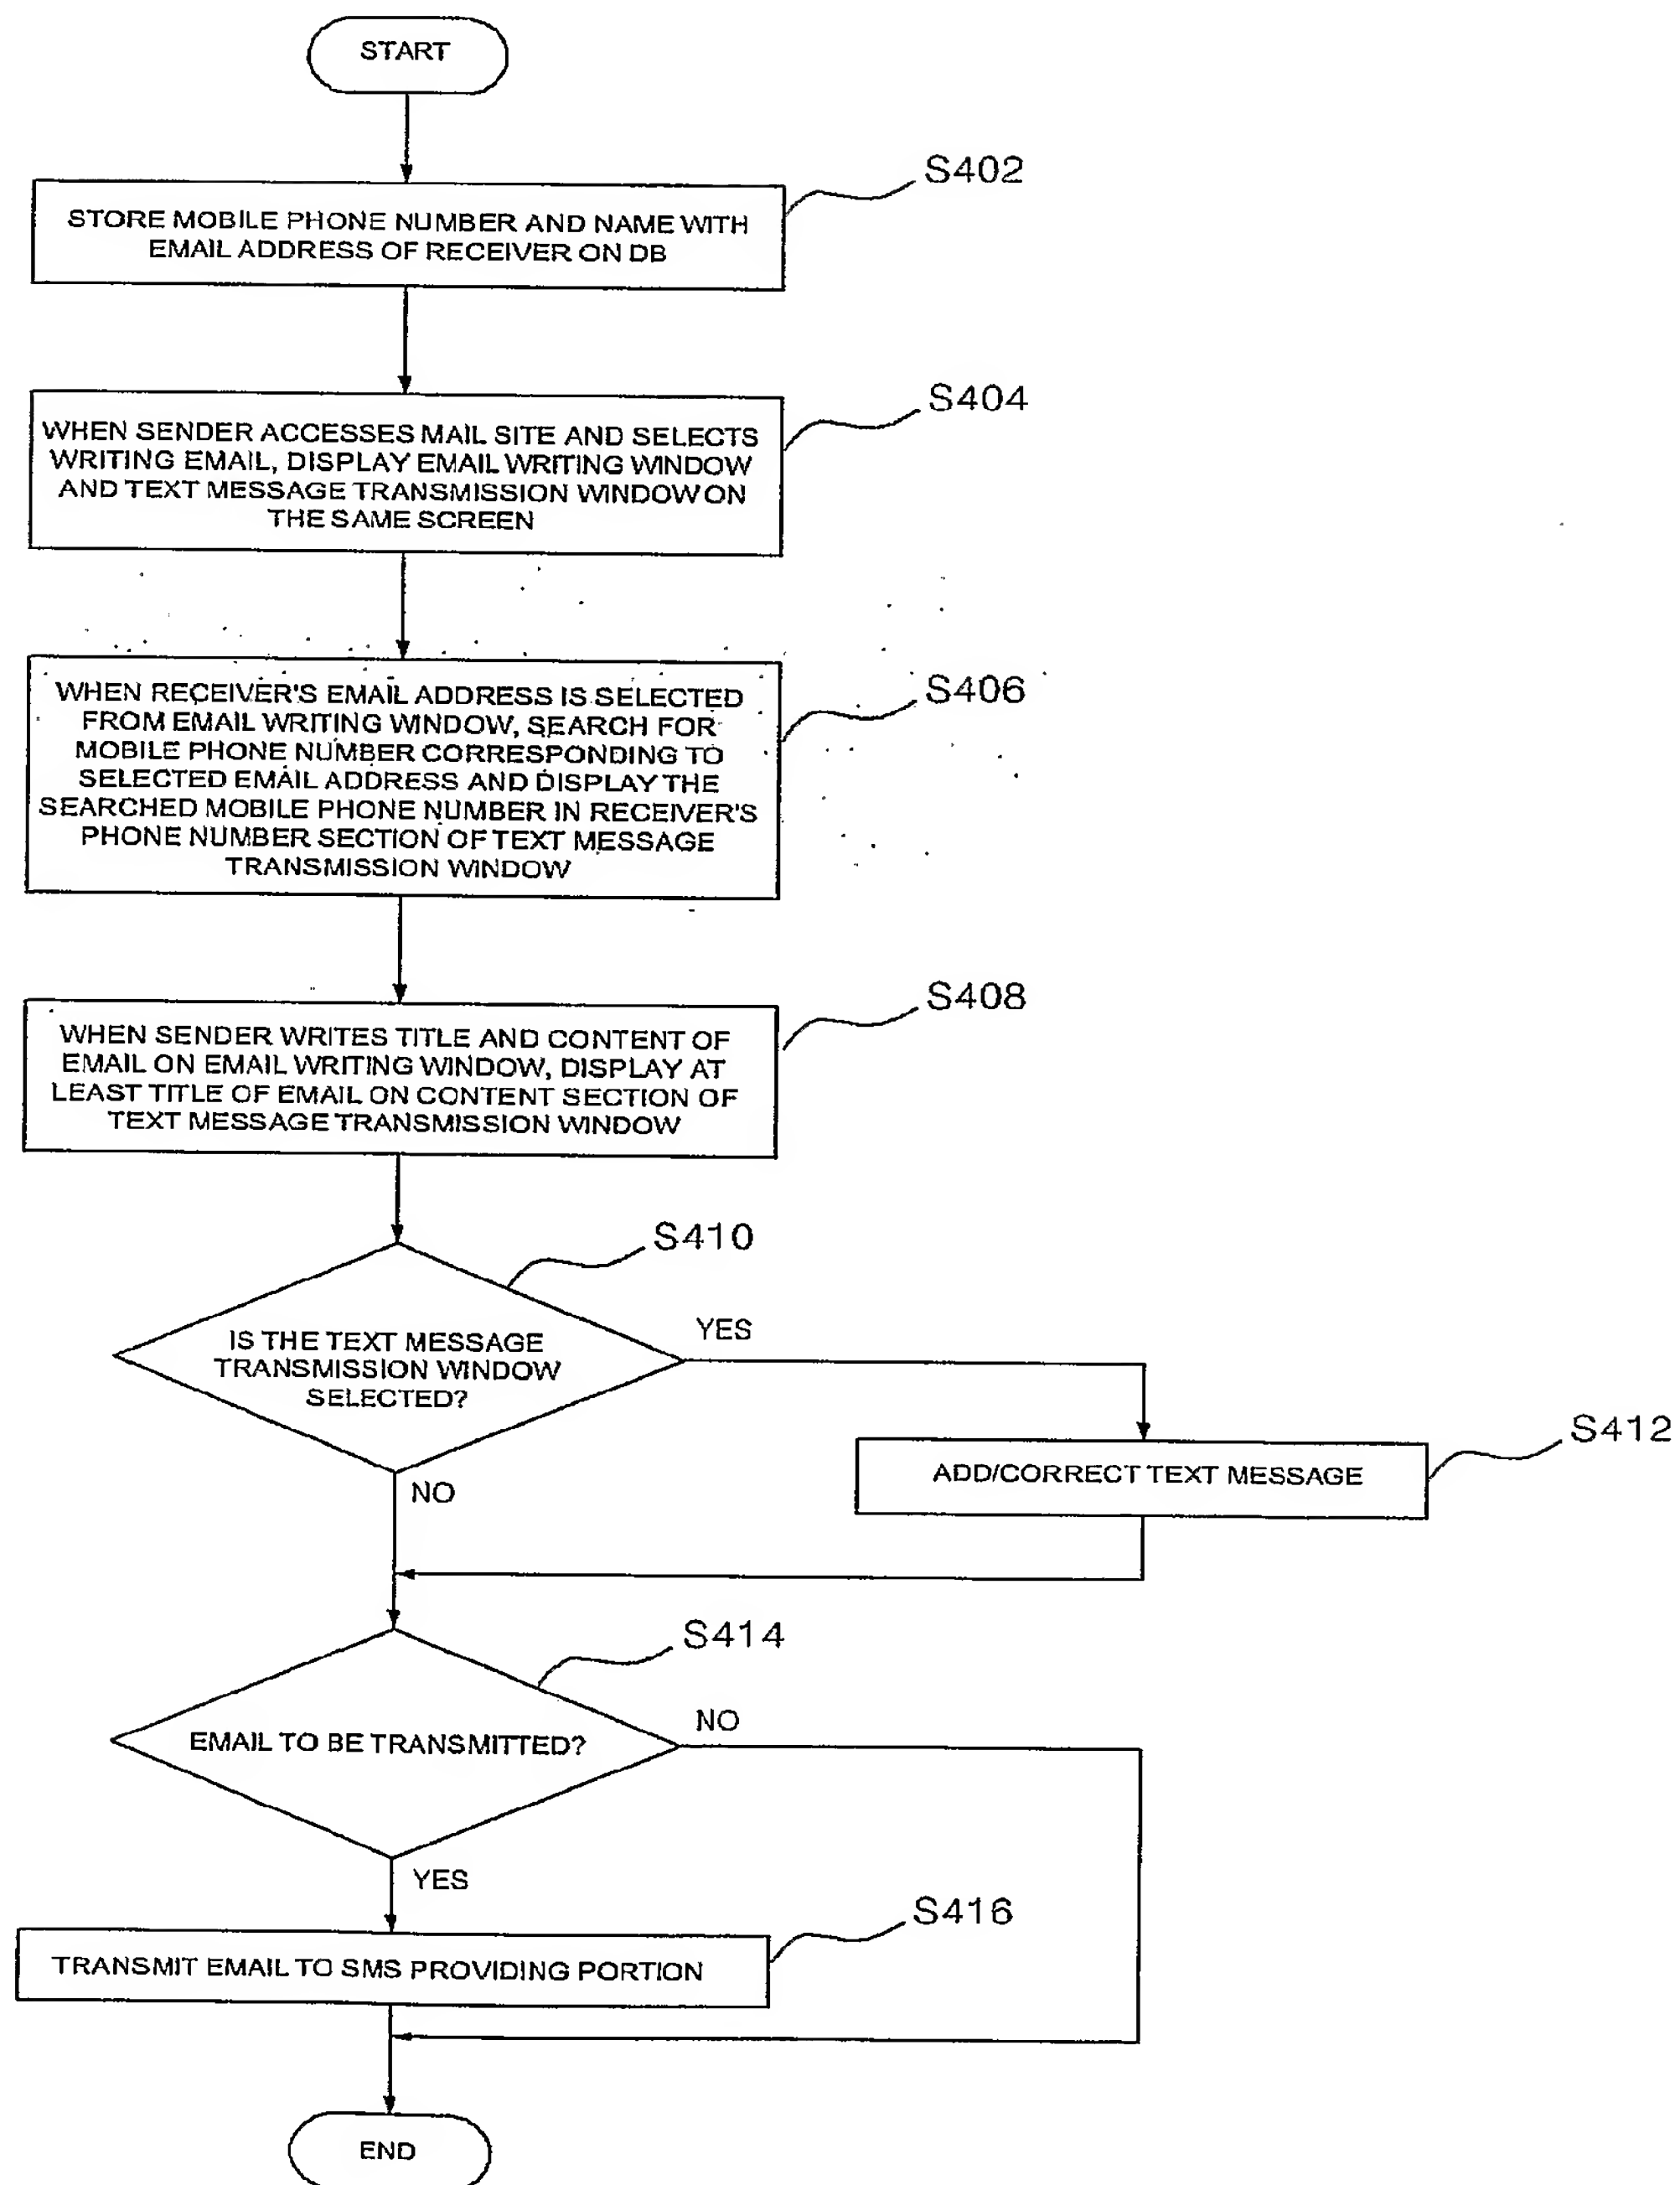 START
S402
STORE MOBILE PHONE NUMBER AND NAME WITH
EMAIL ADDRESS OF RECEIVER ON DB
S404
WHEN SENDER ACCESSES MAIL SITE AND SELECTS
WRITING EMAIL, DISPLAY EMAIL WRITING WINDOW
AND TEXT MESSAGE TRANSMISSION WINDOW ON
THE SAME SCREEN
S406
WHEN RECEIVER'S EMAIL ADDRESS IS SELECTED
FROM EMAIL WRITING WINDOW, SEARCH FOR
MOBILE PHONE NUMBER CORRESPONDING TO
SELECTED EMAIL ADDRESS AND DISPLAY THE
SEARCHED MOBILE PHONE NUMBER IN RECEIVER'S
PHONE NUMBER SECTION OF TEXT MESSAGE
TRANSMISSION WINDOW
S408
WHEN SENDER WRITES TITLE AND CONTENT OF
EMAIL ON EMAIL WRITING WINDOW, DISPLAY AT
LEAST TITLE OF EMAIL ON CONTENT SECTION OF
TEXT MESSAGE TRANSMISSION WINDOW
S410
IS THE TEXT MESSAGE
TRANSMISSION WINDOW
SELECTED?
YES
S412
ADD/CORRECT TEXT MESSAGE
NO
S414
EMAIL TO BE TRANSMITTED?
NO
YES
S416
TRANSMIT EMAIL TO SMS PROVIDING PORTION
END